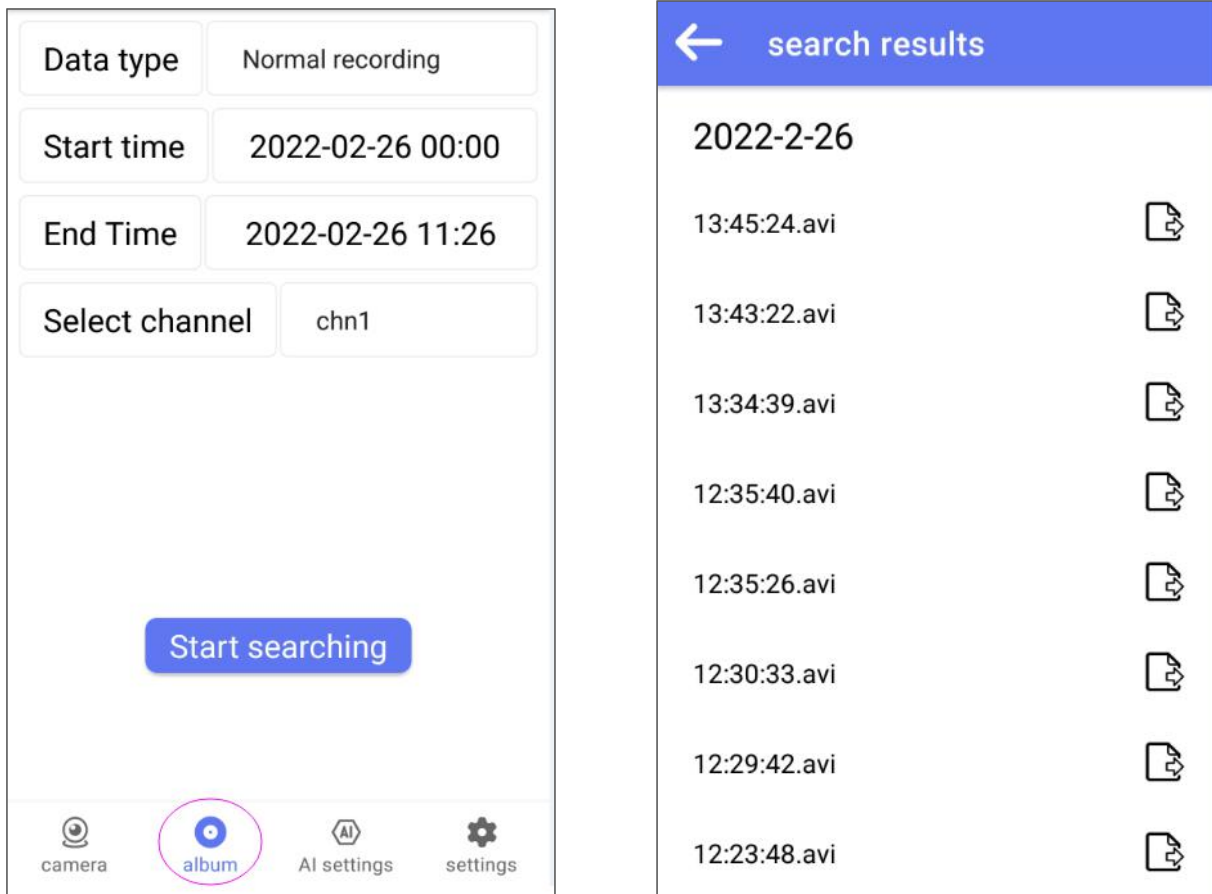 Data type Normal recording
Start time 2022-02-26 00:00
End Time 2022-02-26 11:26
Select channel chn1
Start searching
camera album AI AI settings settings
search results
2022-2-26
13:45:24.avi
13:43:22.avi
13:34:39.avi
12:35:40.avi
12:35:26.avi
12:30:33.avi
12:29:42.avi
12:23:48.avi